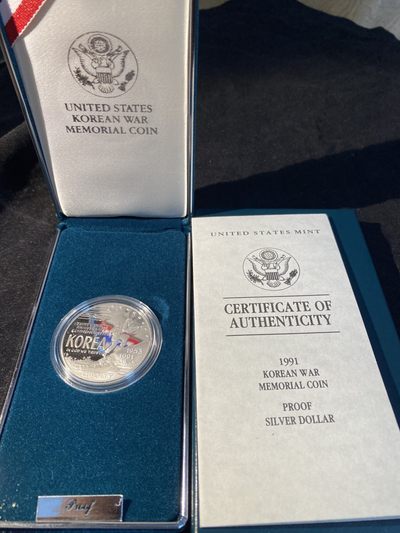 UNITED STATES
KOREAN WAR
MEMORIAL COIN
KOREA
Proof
UNITED STATES MINT
CERTIFICATE OF
AUTHENTICITY
1991
KOREAN WAR
MEMORIAL COIN
PROOF
SILVER DOLLAR